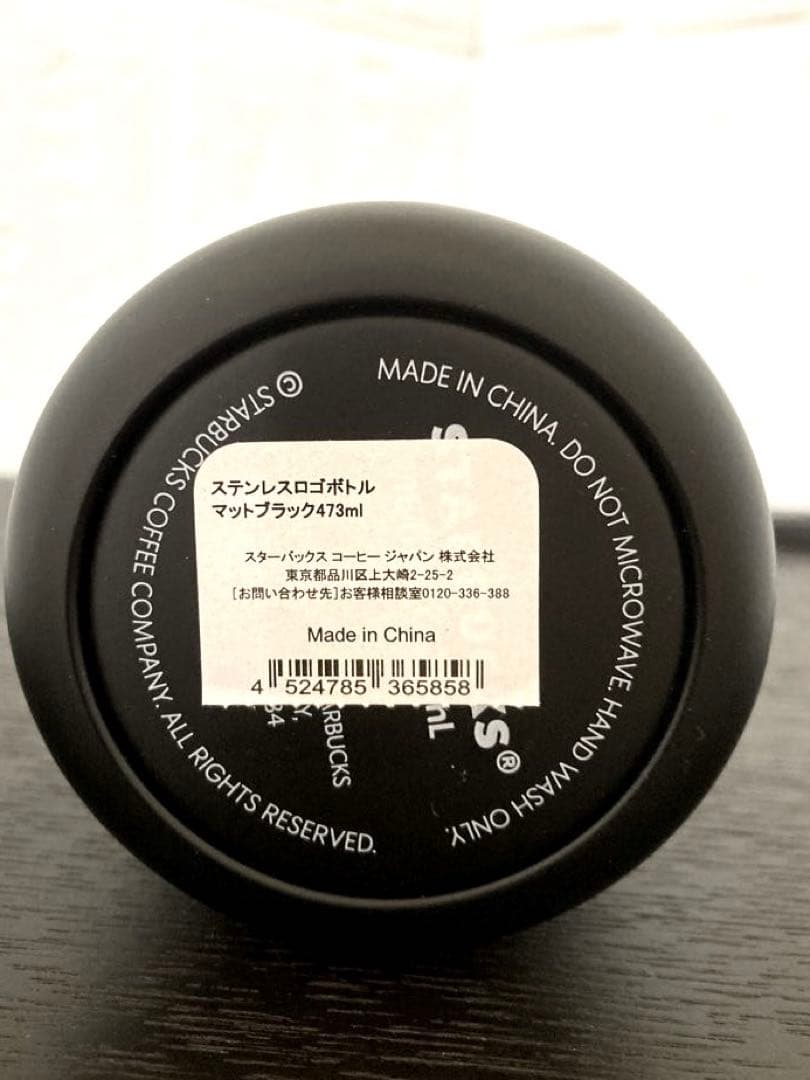 © STARBUCKS COFFEE COMPANY. ALL RIGHTS RESERVED.
MADE IN CHINA. DO NOT MICROWAVE. HAND WASH ONLY.
ステンレスロゴボトル
マットブラック473ml
スターバックス コーヒー ジャパン 株式会社
東京都品川区上大崎2-25-2
[お問い合わせ先]お客様相談室0120-336-388
Made in China
4 524785 365858